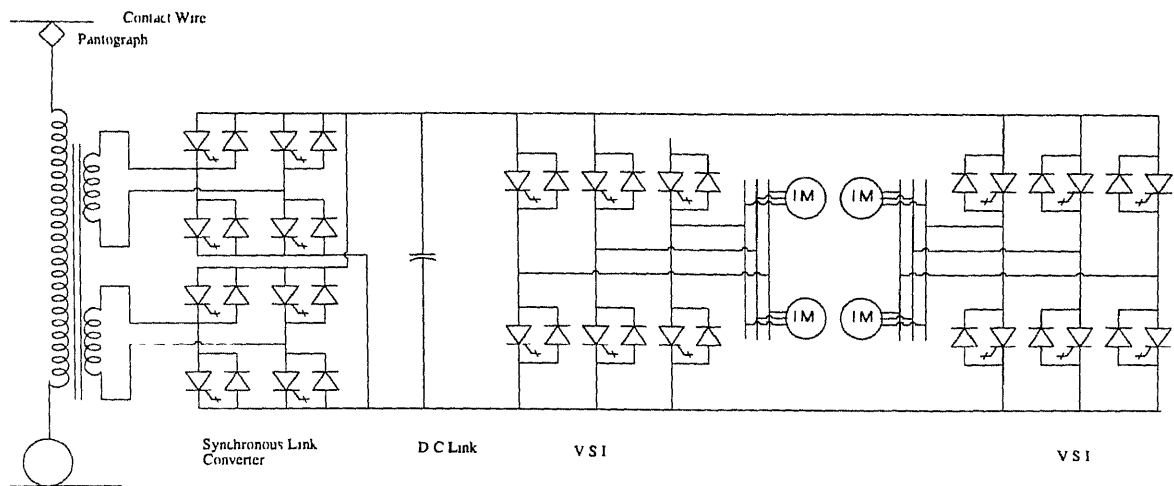 Contact Wire
Pantograph
IM
IM
IM
IM
Synchronous Link
Converter
D C Link
V S I
V S I